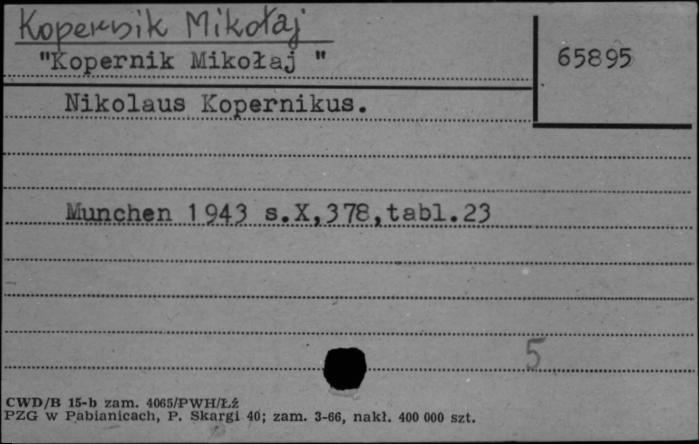 Kopernik Mikołaj
"Kopernik Mikołaj "
65895
Nikolaus Kopernikus.
Munchen 1943 s.X,378,tabl.23
5
CWD/B 15-b zam. 4065/PWH/Łź
PZG w Pabianicach, P. Skargi 40; zam. 3-66, nakł. 400 000 szt.